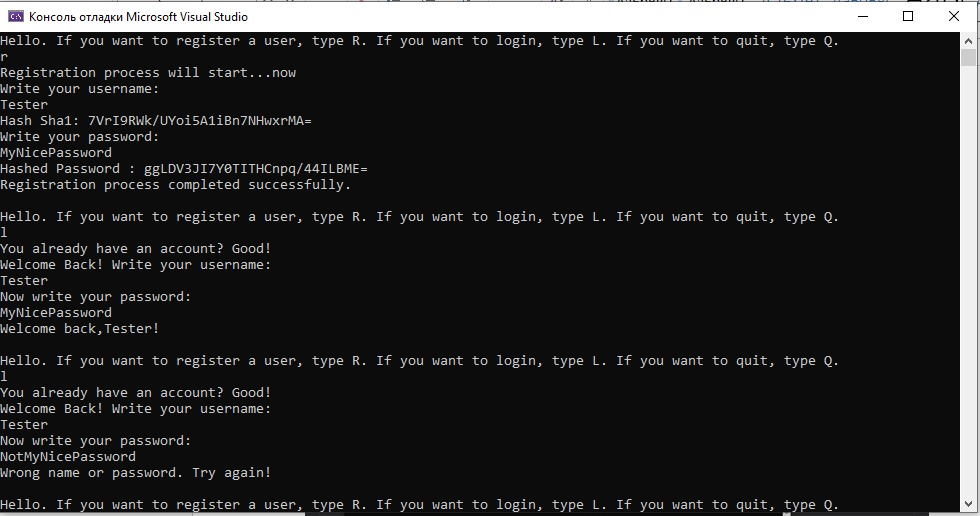 Консоль отладки Microsoft Visual Studio
Hello. If you want to register a user, type R. If you want to login, type L. If you want to quit, type Q.
r
Registration process will start...now
Write your username:
Tester
Hash Sha1: 7VrI9RWk/UYoi5A1iBn7NHwxrMA=
Write your password:
MyNicePassword
Hashed Password : ggLDV3JI7Y0TITHCnpq/44ILBME=
Registration process completed successfully.
Hello. If you want to register a user, type R. If you want to login, type L. If you want to quit, type Q.
l
You already have an account? Good!
Welcome Back! Write your username:
Tester
Now write your password:
MyNicePassword
Welcome back,Tester!
Hello. If you want to register a user, type R. If you want to login, type L. If you want to quit, type Q.
l
You already have an account? Good!
Welcome Back! Write your username:
Tester
Now write your password:
NotMyNicePassword
Wrong name or password. Try again!
Hello. If you want to register a user, type R. If you want to login, type L. If you want to quit, type Q.